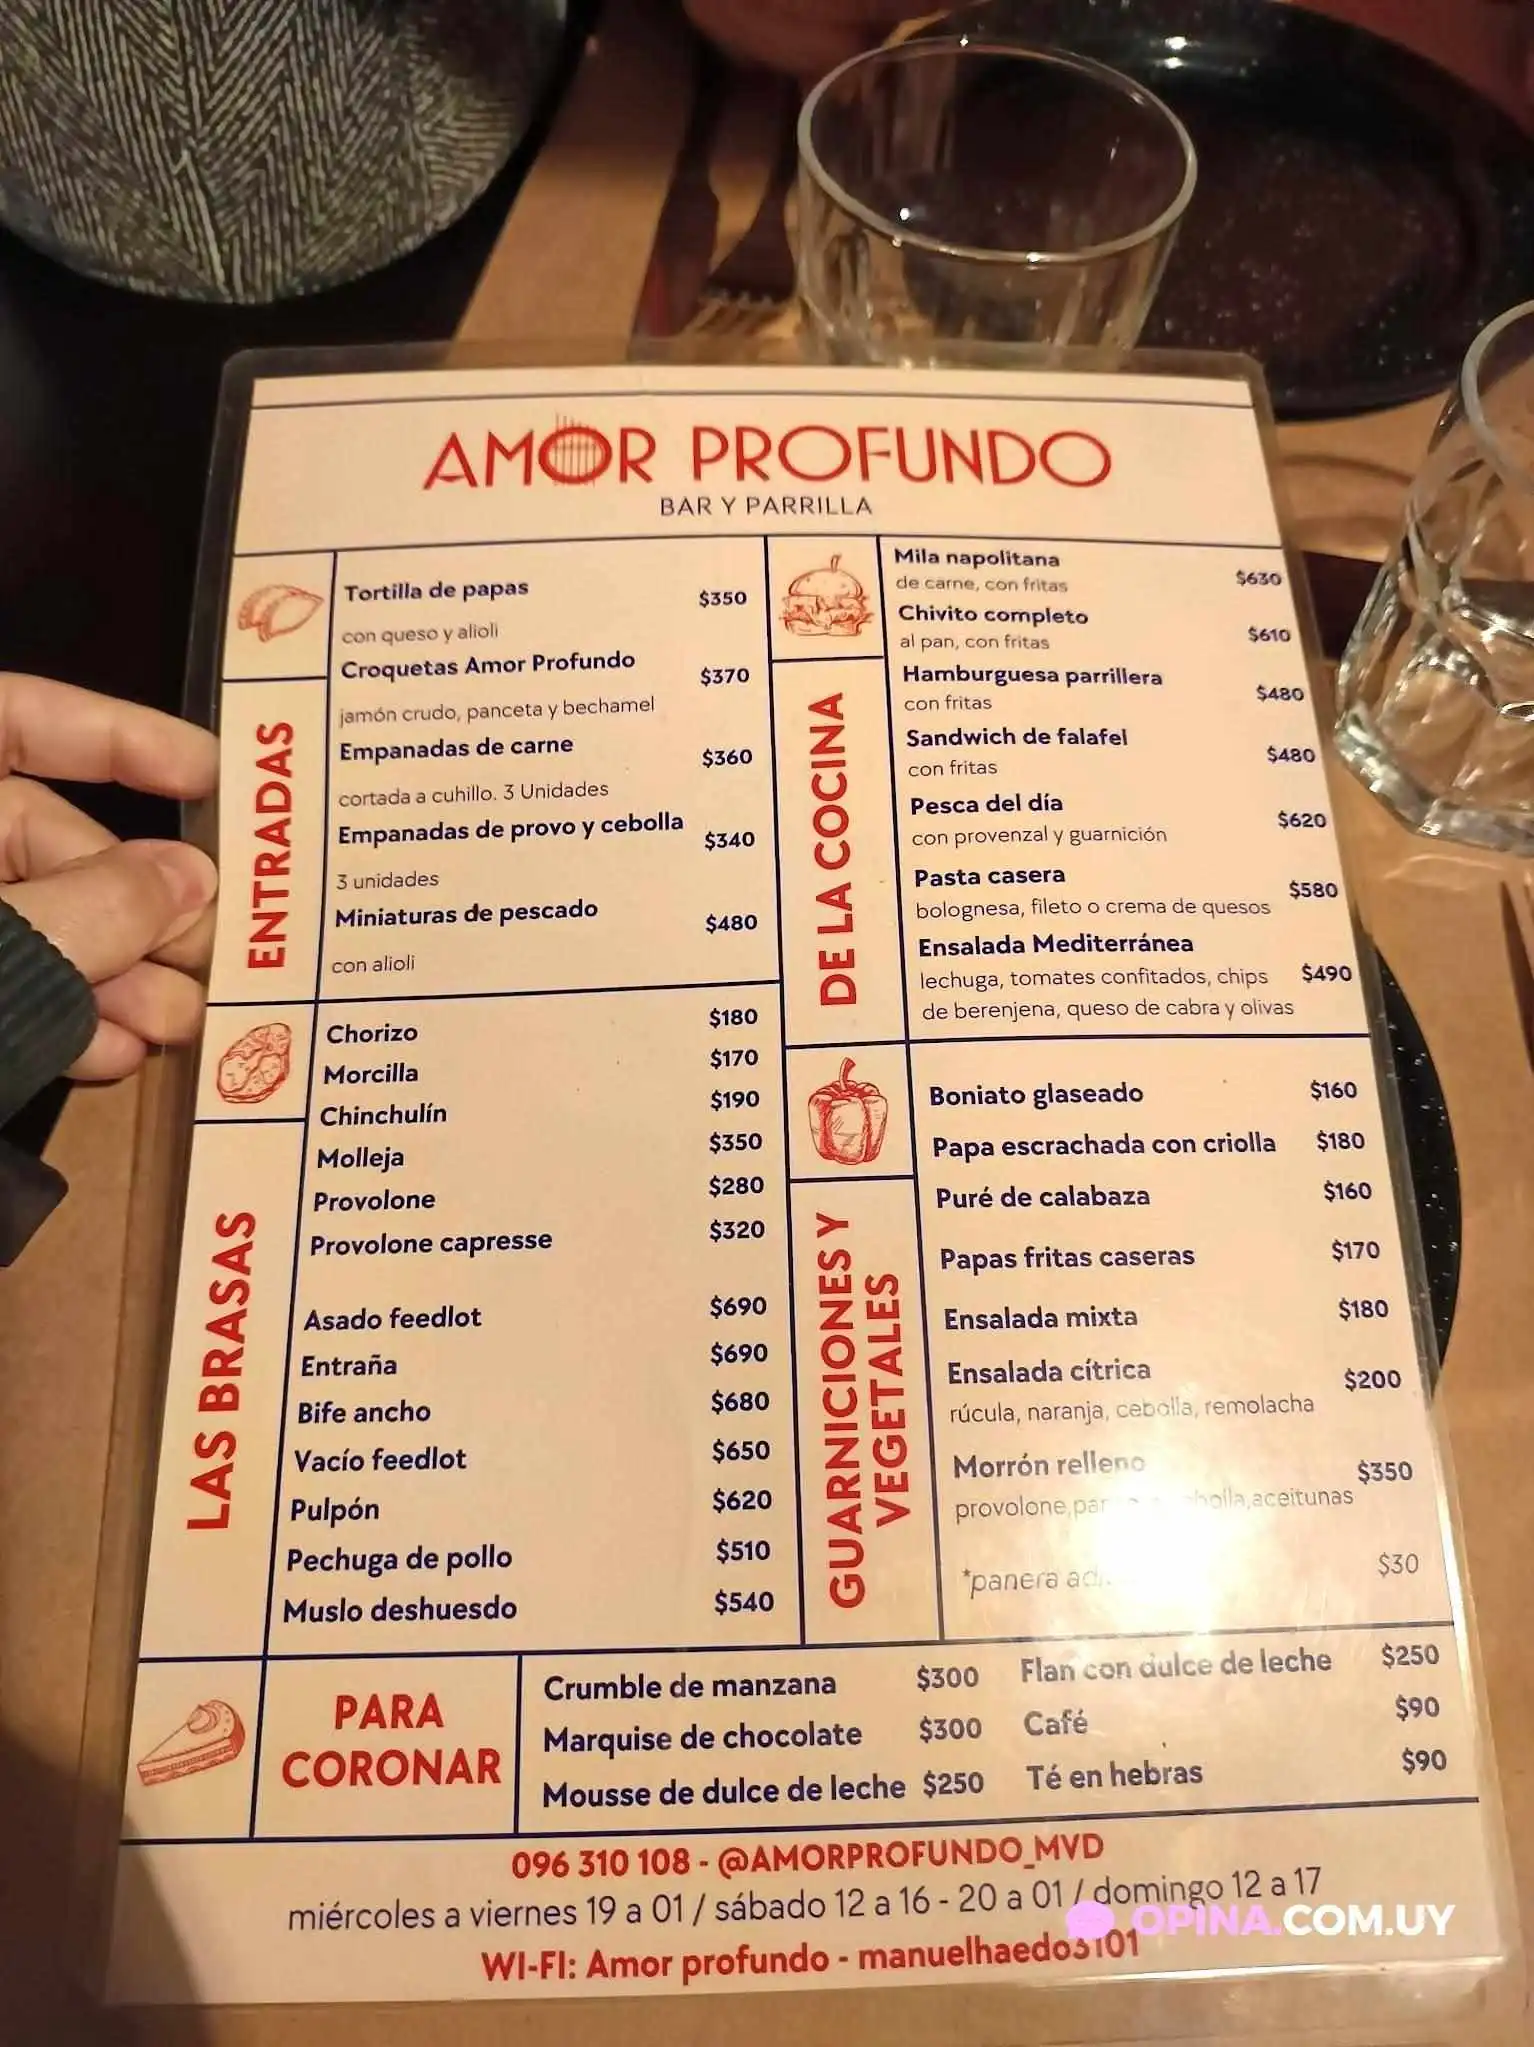 AMOR PROFUNDO
BAR Y PARRILLA
ENTRADAS
Tortilla de papas $350
con queso y alioli
Croquetas Amor Profundo $370
jamón crudo, panceta y bechamel
Empanadas de carne $360
cortada a cuhillo. 3 Unidades
Empanadas de provo y cebolla $340
3 unidades
Miniaturas de pescado $480
con alioli
LAS BRASAS
Chorizo $180
Morcilla $170
Chinchulín $190
Molleja $350
Provolone $280
Provolone capresse $320
Asado feedlot $690
Entraña $690
Bife ancho $680
Vacío feedlot $650
Pulpón $620
Pechuga de pollo $510
Muslo deshuesdo $540
DE LA COCINA
Mila napolitana
de carne, con fritas $630
Chivito completo
al pan, con fritas $610
Hamburguesa parrillera
con fritas $480
Sandwich de falafel
con fritas $480
Pesca del día
con provenzal y guarnición $620
Pasta casera
bolognesa, fileto o crema de quesos $580
Ensalada Mediterránea
lechuga, tomates confitados, chips $490
de berenjena, queso de cabra y olivas
GUARNICIONES Y
VEGETALES
Boniato glaseado $160
Papa escrachada con criolla $180
Puré de calabaza $160
Papas fritas caseras $170
Ensalada mixta $180
Ensalada cítrica $200
rúcula, naranja, cebolla, remolacha
Morrón relleno $350
provolone, aceitunas
*panera $30
PARA
CORONAR
Crumble de manzana $300
Marquise de chocolate $300
Mousse de dulce de leche $250
Flan con dulce de leche $250
Café $90
Té en hebras $90
096 310 108 - @AMORPROFUNDO_MVD
miércoles a viernes 19 a 01 / sábado 12 a 16 - 20 a 01 / domingo 12 a 17
WI-FI: Amor profundo - manuelhaedo3101
OPINA.COM.UY